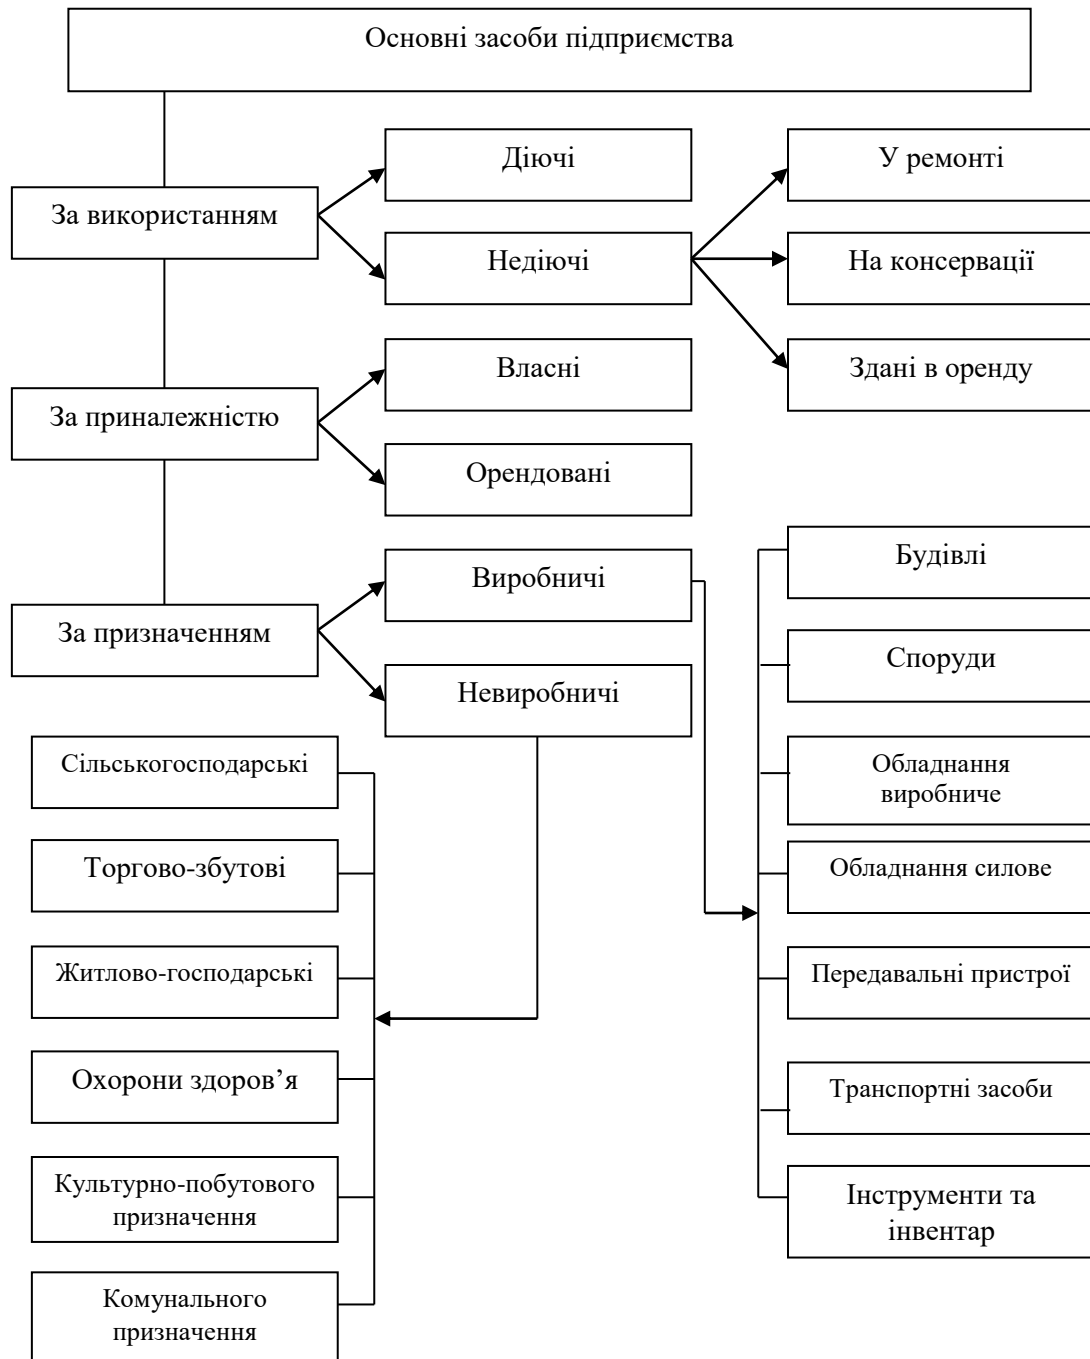 Основні засоби підприємства
Діючі
У ремонті
За використанням
Недіючі
На консервації
Власні
Здані в оренду
За приналежністю
Орендовані
Будівлі
Виробничі
За призначенням
Споруди
Невиробничі
Сільськогосподарські
Обладнання
виробниче
Торгово-збутові
Обладнання силове
Житлово-господарські
Передавальні пристрої
Охорони здоров’я
Транспортні засоби
Культурно-побутового
призначення
Інструменти та
інвентар
Комунального
призначення